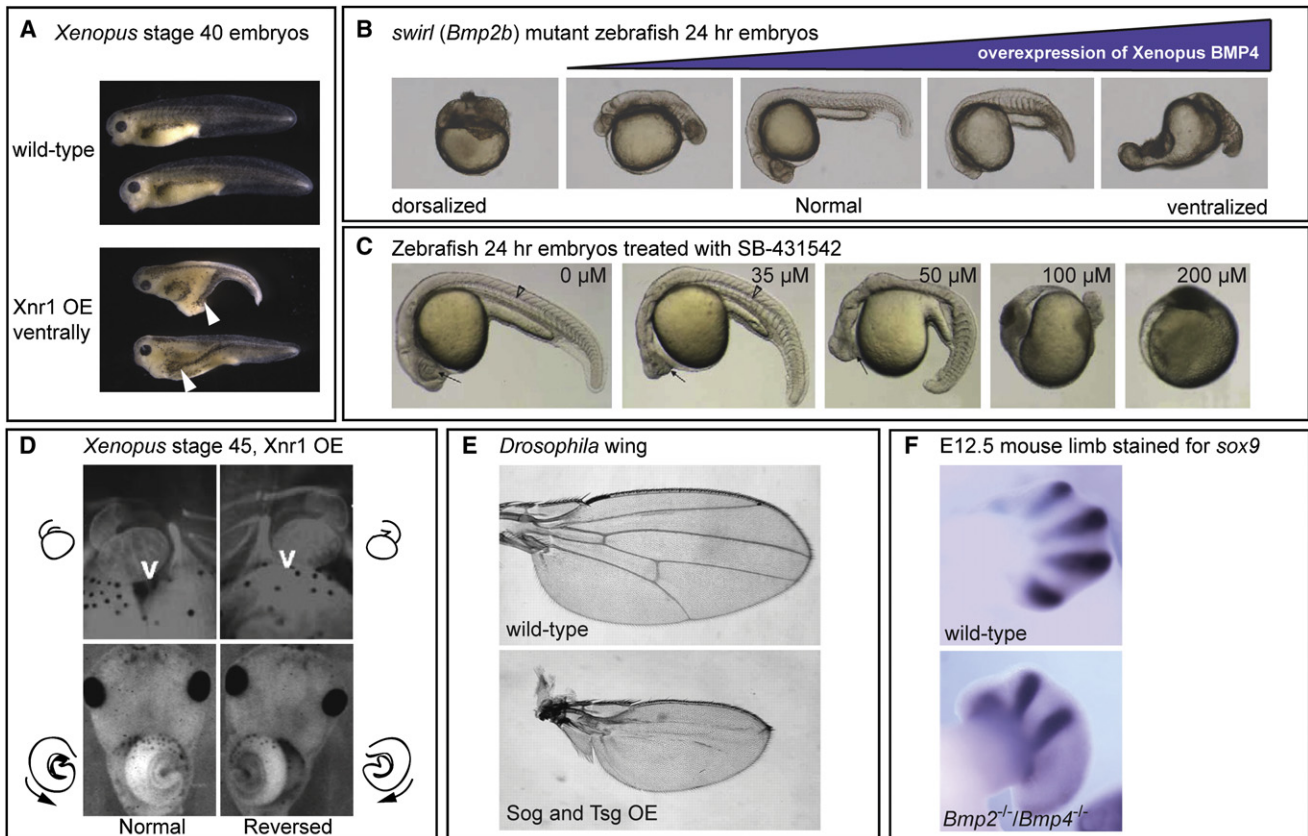 A
Xenopus stage 40 embryos
wild-type
Xnr1 OE
ventrally
B
swirl (Bmp2b) mutant zebrafish 24 hr embryos
overexpression of Xenopus BMP4
dorsalized
Normal
ventralized
C
Zebrafish 24 hr embryos treated with SB-431542
0 µM
35 µM
50 µM
100 µM
200 µM
D
Xenopus stage 45, Xnr1 OE
V
V
Normal
Reversed
E
Drosophila wing
wild-type
Sog and Tsg OE
F
E12.5 mouse limb stained for sox9
wild-type
Bmp2-/-/Bmp4-/-